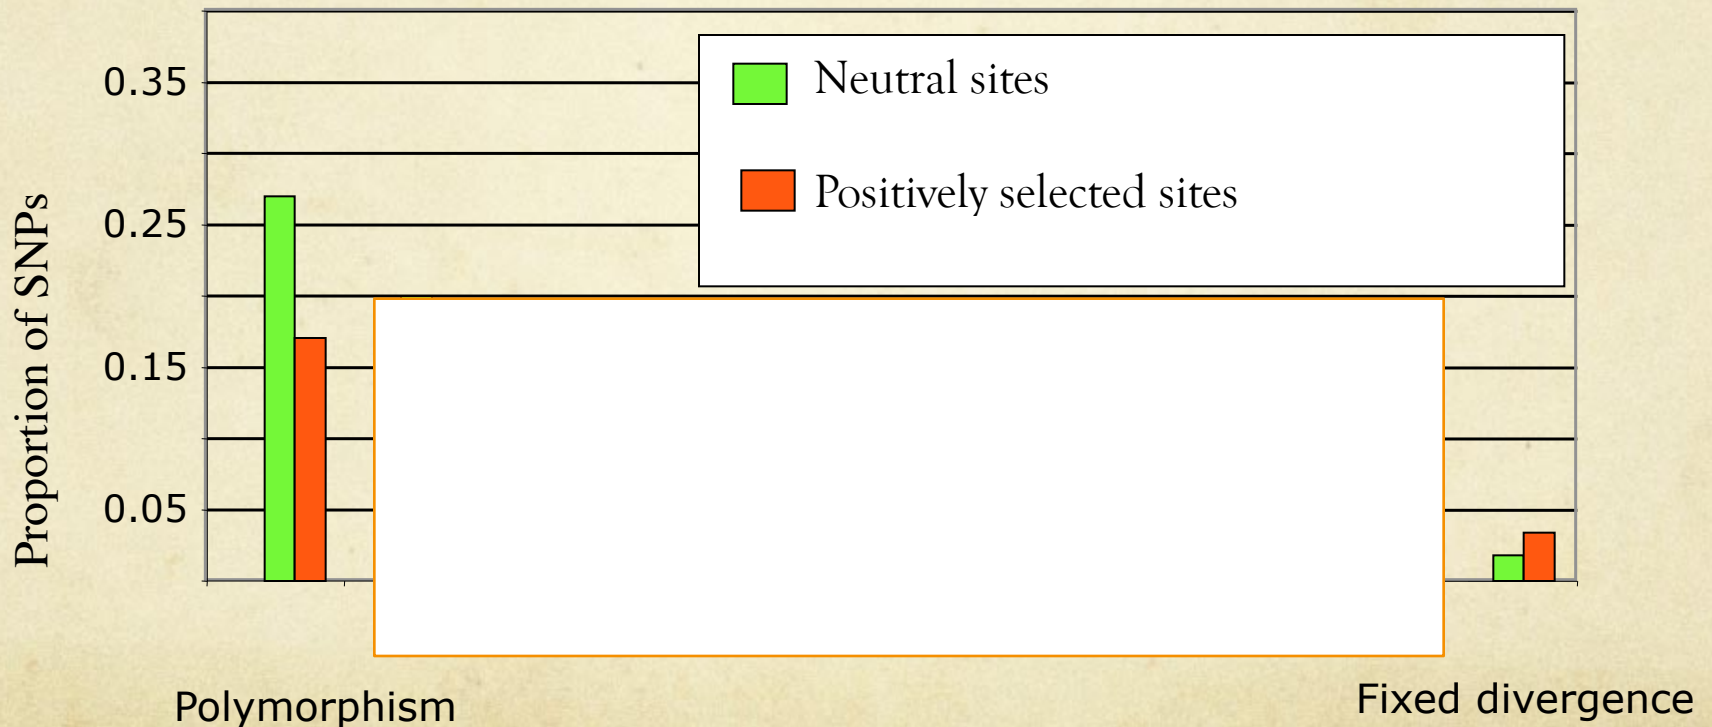 Neutral sites
Positively selected sites
Proportion of SNPs
0.35
0.25
0.15
0.05
Polymorphism
Fixed divergence